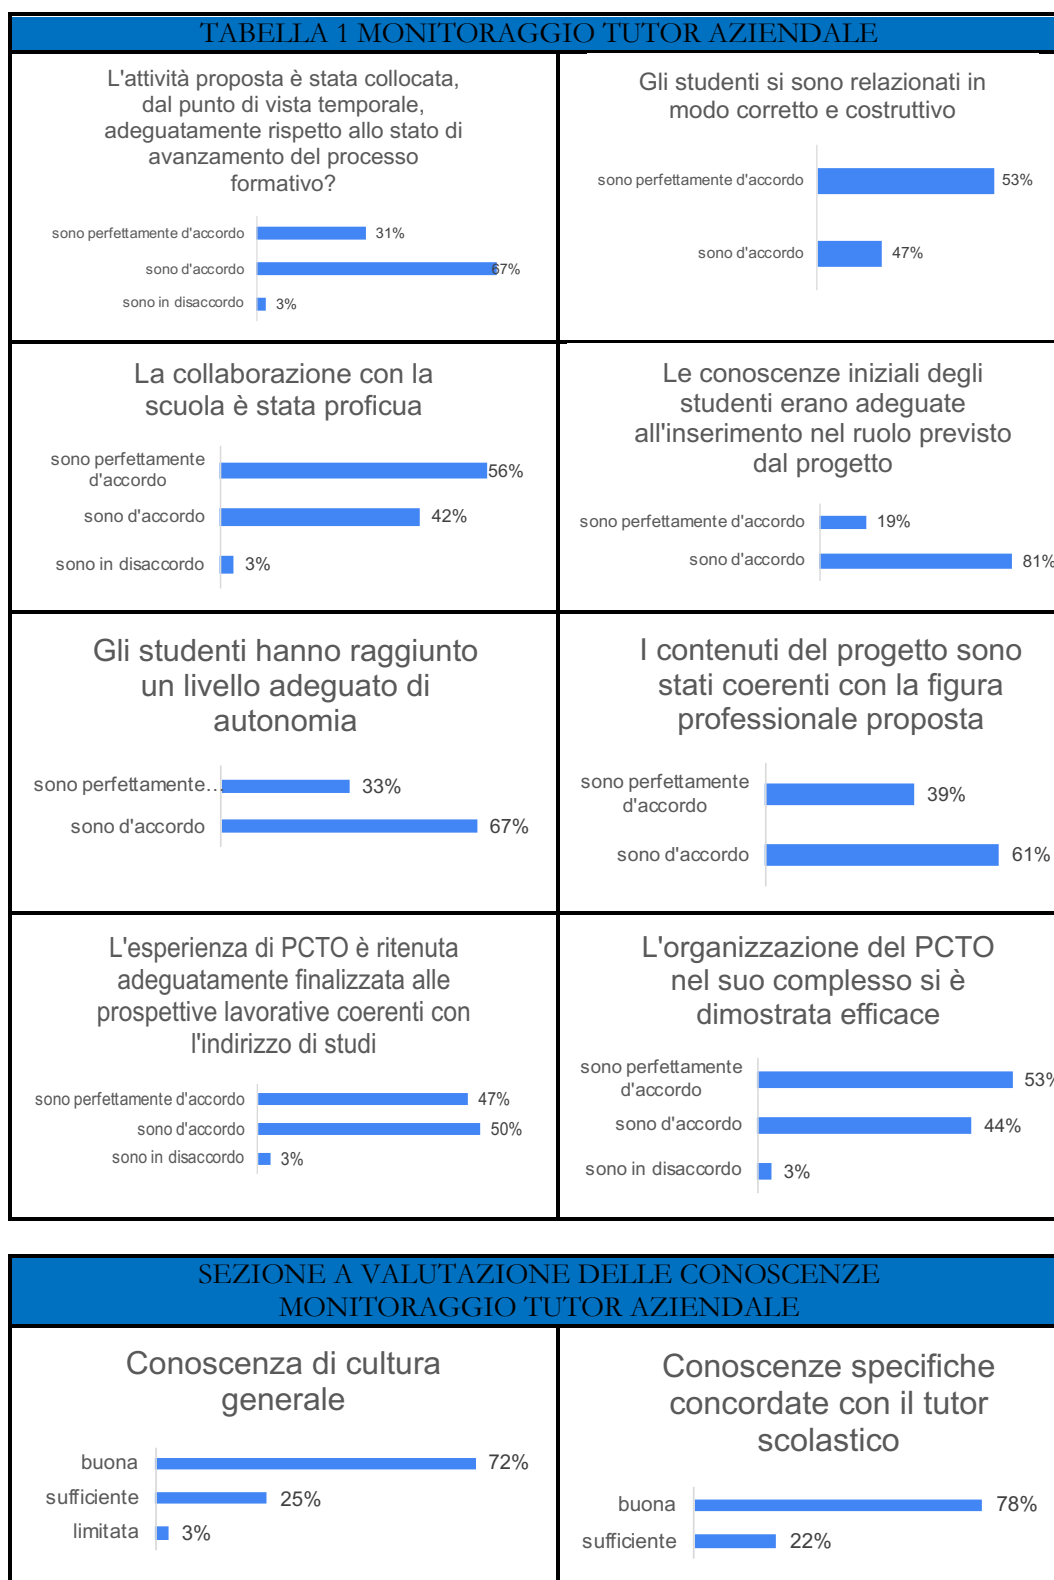 TABELLA 1 MONITORAGGIO TUTOR AZIENDALE
L'attività proposta è stata collocata,
dal punto di vista temporale,
adeguatamente rispetto allo stato di
avanzamento del processo
formativo?
sono perfettamente d'accordo 31%
sono d'accordo 67%
sono in disaccordo 3%
Gli studenti si sono relazionati in
modo corretto e costruttivo
sono perfettamente d'accordo 53%
sono d'accordo 47%
La collaborazione con la
scuola è stata proficua
sono perfettamente
d'accordo 56%
sono d'accordo 42%
sono in disaccordo 3%
Le conoscenze iniziali degli
studenti erano adeguate
all'inserimento nel ruolo previsto
dal progetto
sono perfettamente d'accordo 19%
sono d'accordo 81%
Gli studenti hanno raggiunto
un livello adeguato di
autonomia
sono perfettamente… 33%
sono d'accordo 67%
I contenuti del progetto sono
stati coerenti con la figura
professionale proposta
sono perfettamente
d'accordo 39%
sono d'accordo 61%
L'esperienza di PCTO è ritenuta
adeguatamente finalizzata alle
prospettive lavorative coerenti con
l'indirizzo di studi
sono perfettamente d'accordo 47%
sono d'accordo 50%
sono in disaccordo 3%
L'organizzazione del PCTO
nel suo complesso si è
dimostrata efficace
sono perfettamente
d'accordo 53%
sono d'accordo 44%
sono in disaccordo 3%
SEZIONE A VALUTAZIONE DELLE CONOSCENZE
MONITORAGGIO TUTOR AZIENDALE
Conoscenza di cultura
generale
buona 72%
sufficiente 25%
limitata 3%
Conoscenze specifiche
concordate con il tutor
scolastico
buona 78%
sufficiente 22%